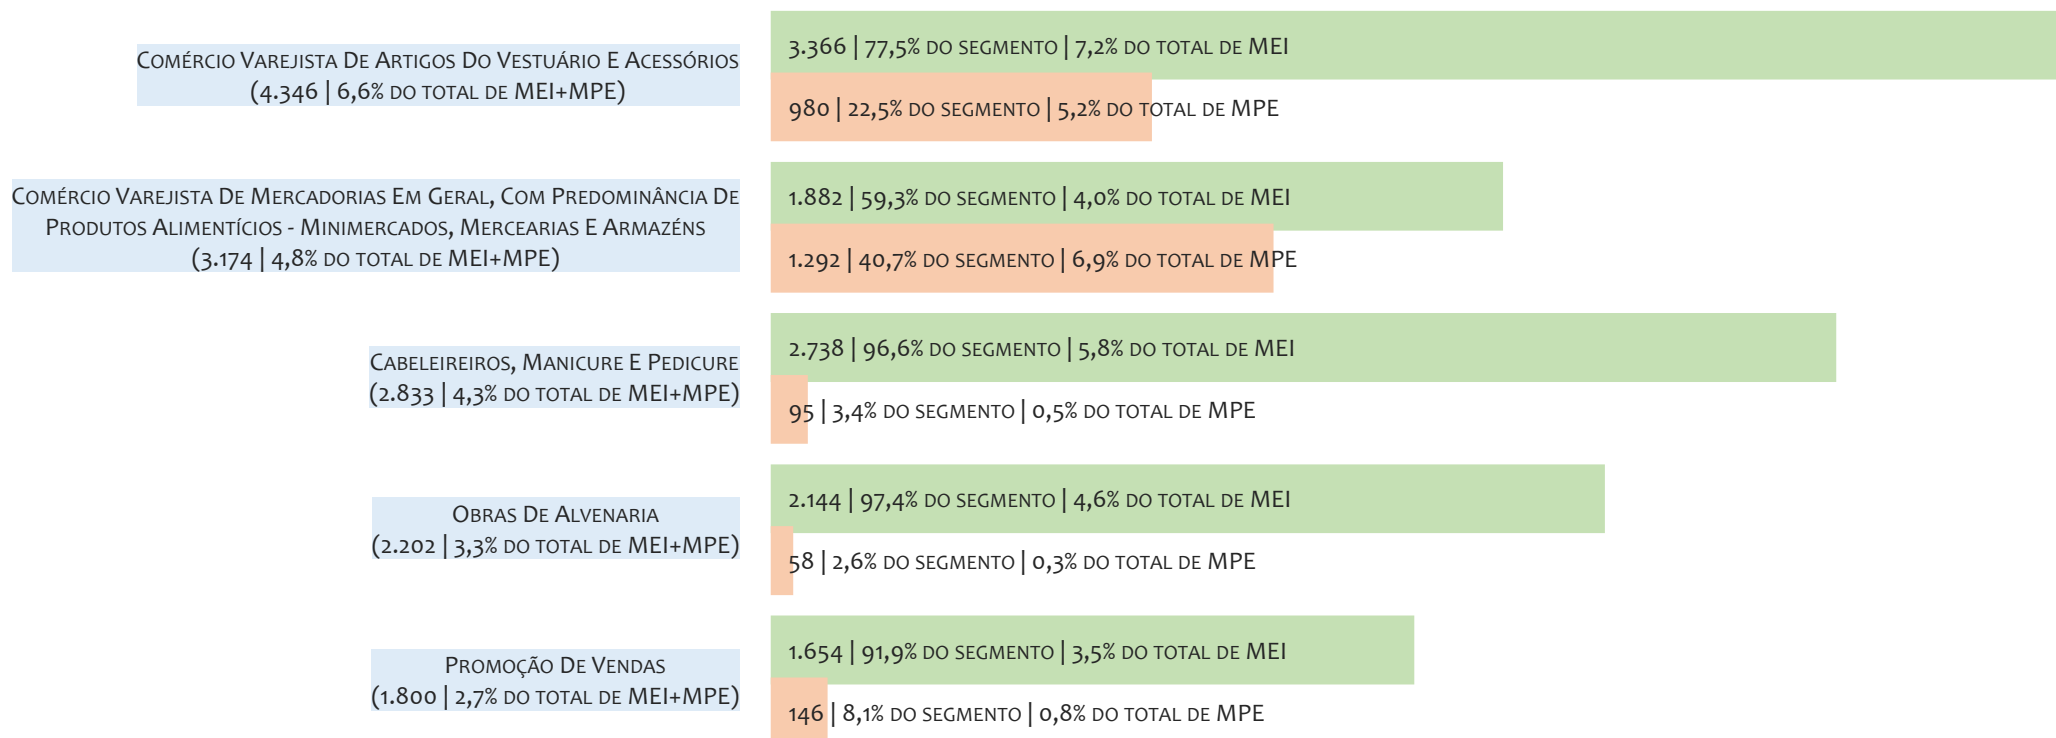 Comércio Varejista De Artigos Do Vestuário E Acessórios
(4.346 | 6,6% do total de MEI+MPE)
3.366 | 77,5% do segmento | 7,2% do total de MEI
980 | 22,5% do segmento | 5,2% do total de MPE
Comércio Varejista De Mercadorias Em Geral, Com Predominância De
Produtos Alimentícios - Minimercados, Mercearias E Armazéns
(3.174 | 4,8% do total de MEI+MPE)
1.882 | 59,3% do segmento | 4,0% do total de MEI
1.292 | 40,7% do segmento | 6,9% do total de MPE
Cabeleireiros, Manicure E Pedicure
(2.833 | 4,3% do total de MEI+MPE)
2.738 | 96,6% do segmento | 5,8% do total de MEI
95 | 3,4% do segmento | 0,5% do total de MPE
Obras De Alvenaria
(2.202 | 3,3% do total de MEI+MPE)
2.144 | 97,4% do segmento | 4,6% do total de MEI
58 | 2,6% do segmento | 0,3% do total de MPE
Promoção De Vendas
(1.800 | 2,7% do total de MEI+MPE)
1.654 | 91,9% do segmento | 3,5% do total de MEI
146 | 8,1% do segmento | 0,8% do total de MPE